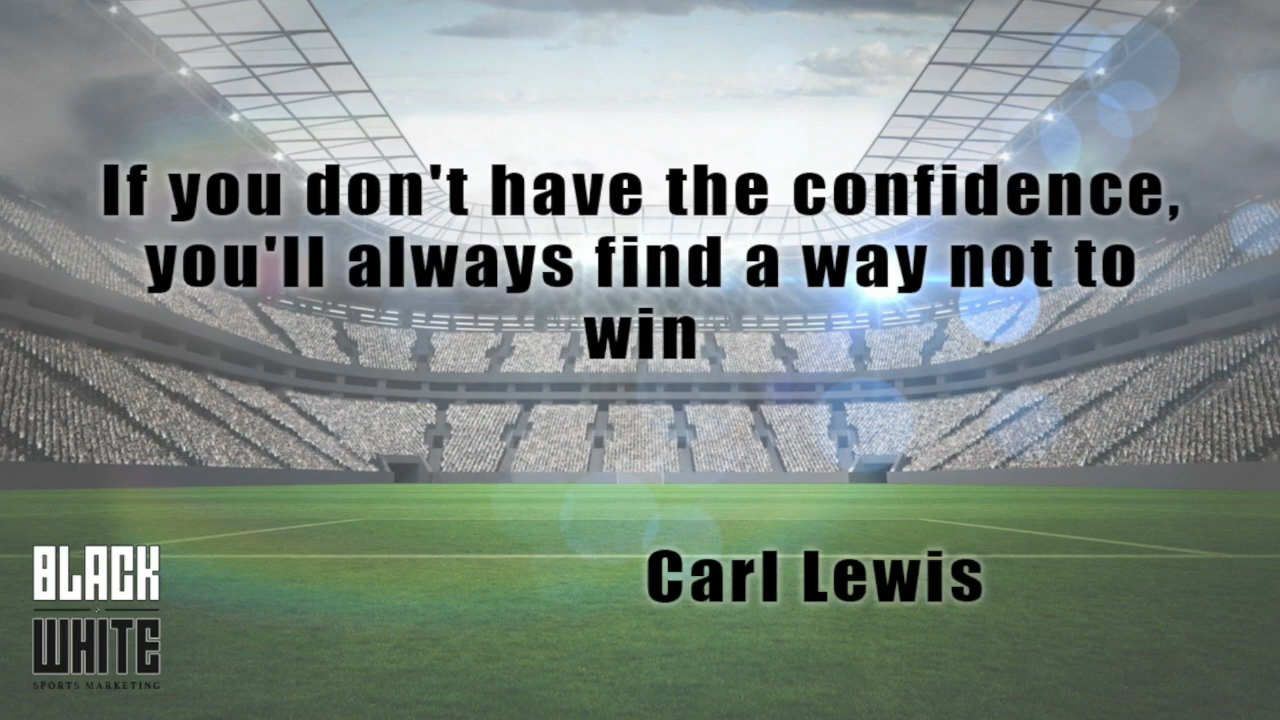 If you don't have the confidence,
you'll always find a way not to
win
Carl Lewis
BLACK
WHITE
SPORTS MARKETING